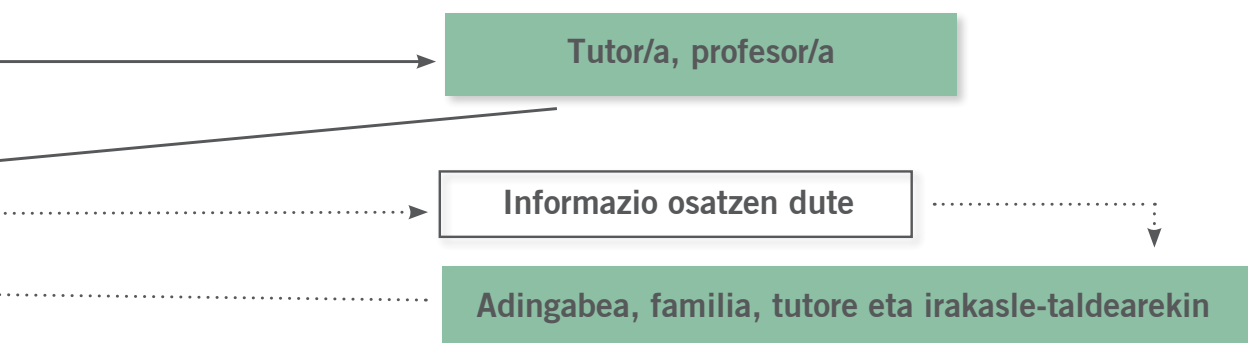 Tutor/a, profesor/a
Informazio osatzen dute
Adingabea, familia, tutore eta irakasle-taldearekin